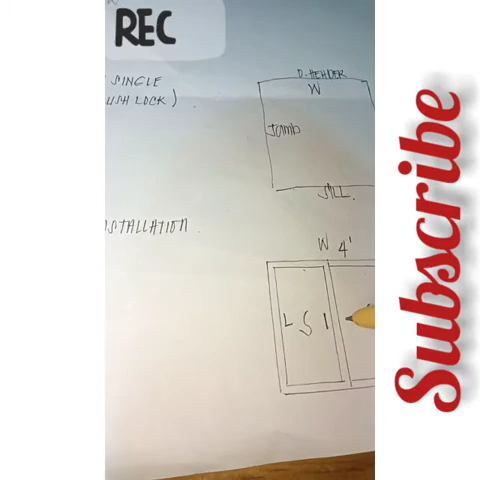 REC
SINGLE
USH LOCK)
D-HEADER
W
Jamb
SILL
STALLATION
W 4'
L S I
Subscribe